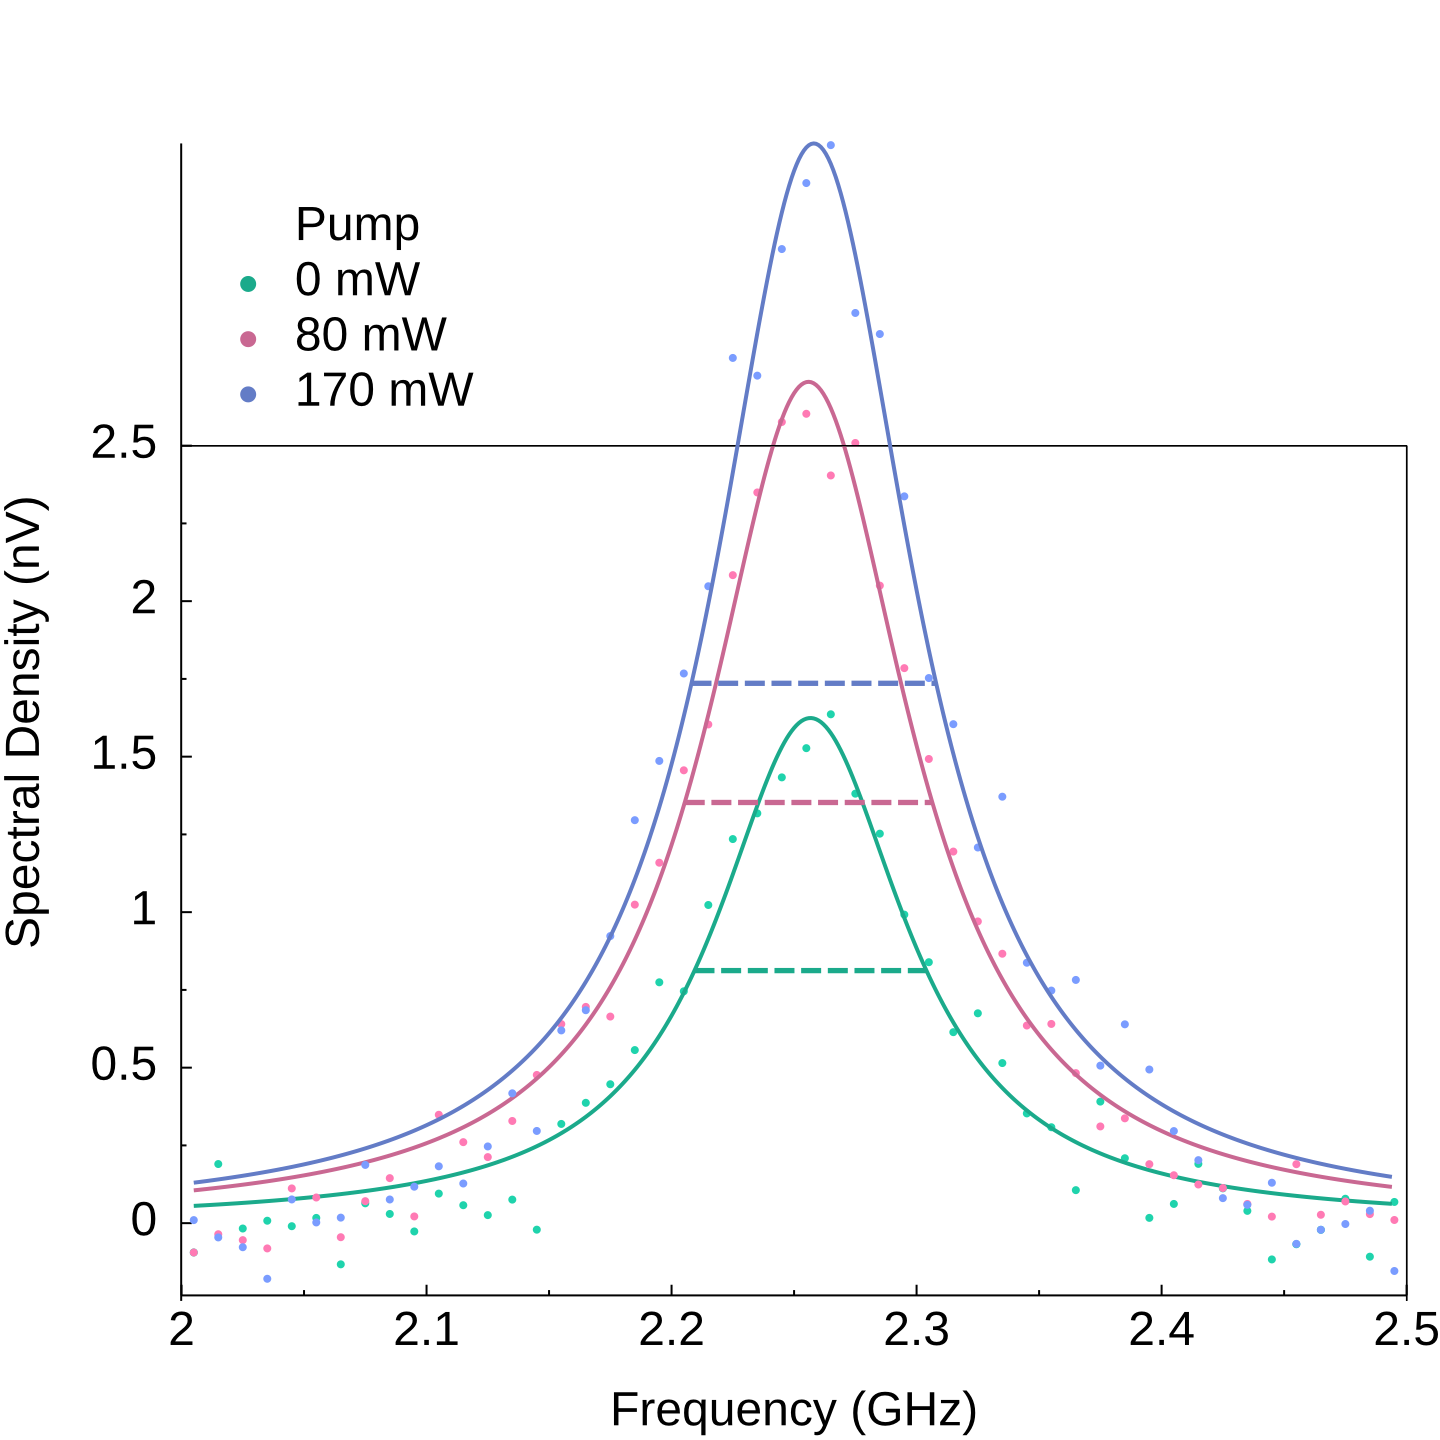 Pump
0 mW
80 mW
170 mW
2.5
2
1.5
1
0.5
0
Spectral Density (nV)
2 2.1 2.2 2.3 2.4 2.5
Frequency (GHz)